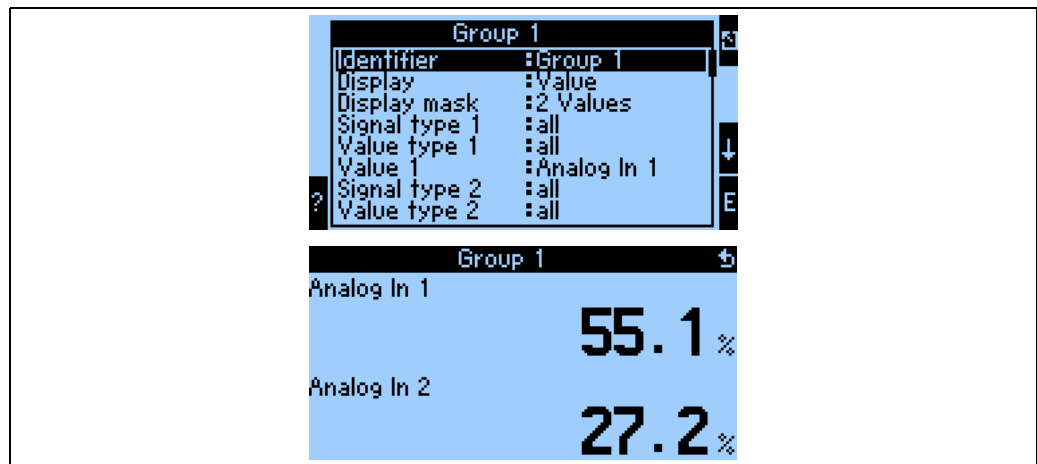 Group 1
Identifier :Group 1
Display :Value
Display mask :2 Values
Signal type 1 :all
Value type 1 :all
Value 1 :Analog In 1
Signal type 2 :all
Value type 2 :all
↓
?
E
Group 1
Analog In 1
55.1 %
Analog In 2
27.2 %